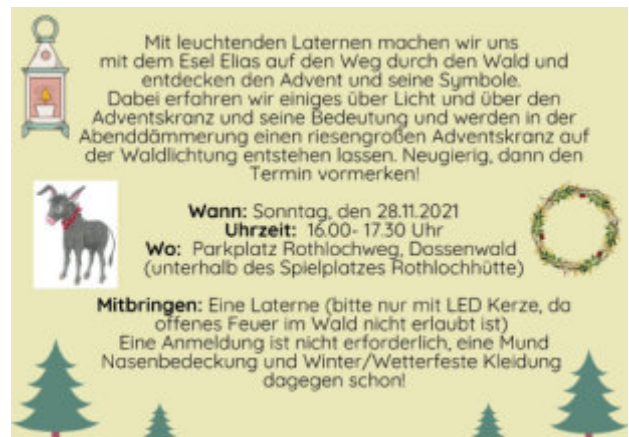 Mit leuchtenden Laternen machen wir uns
mit dem Esel Elias auf den Weg durch den Wald und
entdecken den Advent und seine Symbole.
Dabei erfahren wir einiges über Licht und über den
Adventskranz und seine Bedeutung und werden in der
Abenddämmerung einen riesengroßen Adventskranz auf
der Waldlichtung entstehen lassen. Neugierig, dann den
Termin vormerken!
Wann: Sonntag, den 28.11.2021
Uhrzeit: 16.00- 17.30 Uhr
Wo: Parkplatz Rothlochweg, Dossenwald
(unterhalb des Spielplatzes Rothlochhütte)
Mitbringen: Eine Laterne (bitte nur mit LED Kerze, da
offenes Feuer im Wald nicht erlaubt ist)
Eine Anmeldung ist nicht erforderlich, eine Mund
Nasenbedeckung und Winter/Wetterfeste Kleidung
dagegen schon!